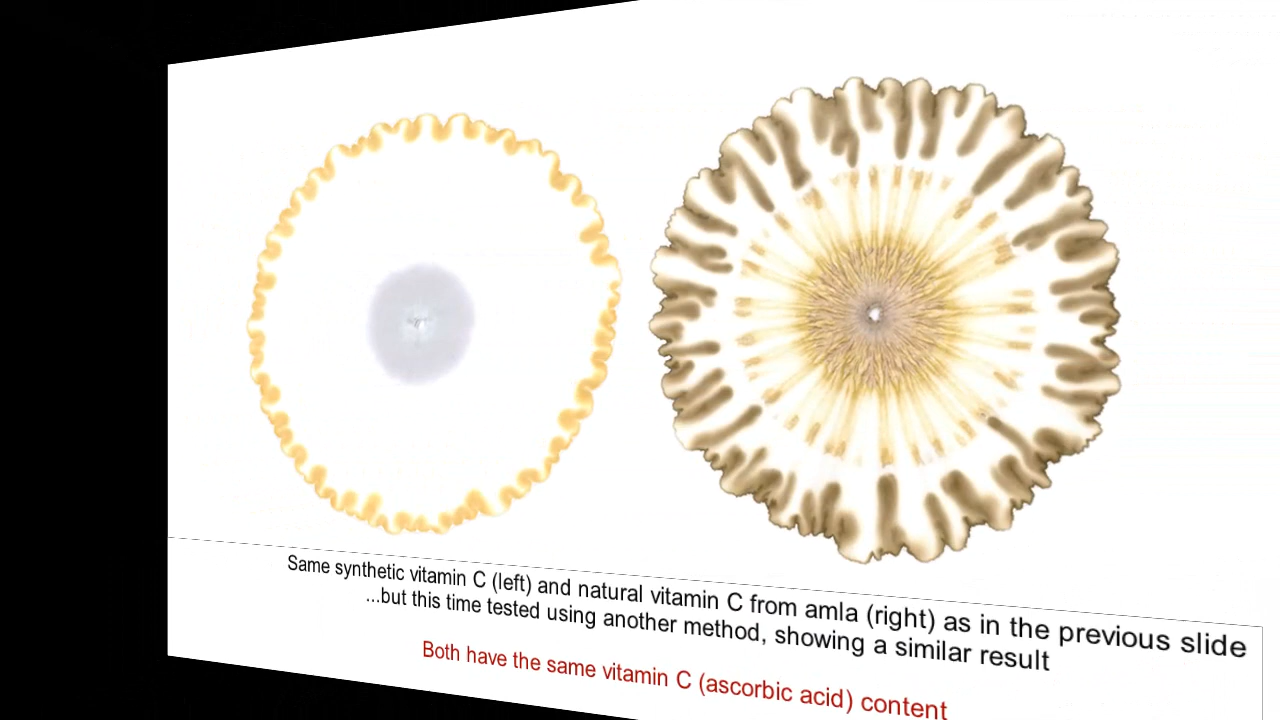 Same synthetic vitamin C (left) and natural vitamin C from amla (right) as in the previous slide
...but this time tested using another method, showing a similar result
Both have the same vitamin C (ascorbic acid) content